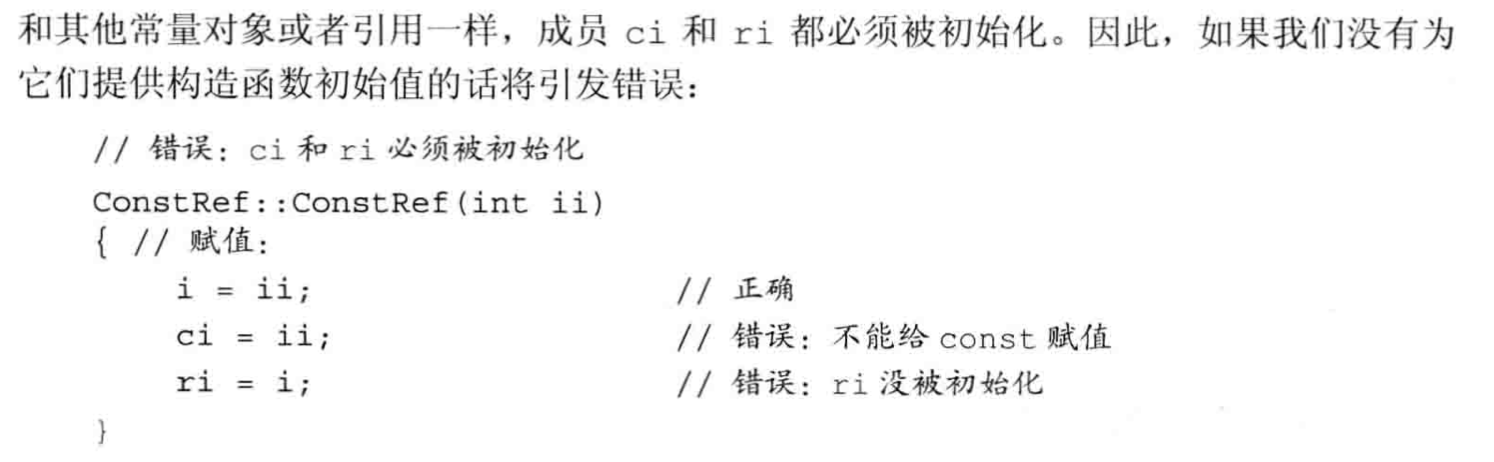 和其他常量对象或者引用一样，成员 ci 和 ri 都必须被初始化。因此，如果我们没有为
它们提供构造函数初始值的话将引发错误：
// 错误：ci 和 ri 必须被初始化
ConstRef::ConstRef(int ii)
{ // 赋值：
i = ii; // 正确
ci = ii; // 错误：不能给 const 赋值
ri = i; // 错误：ri 没被初始化
}